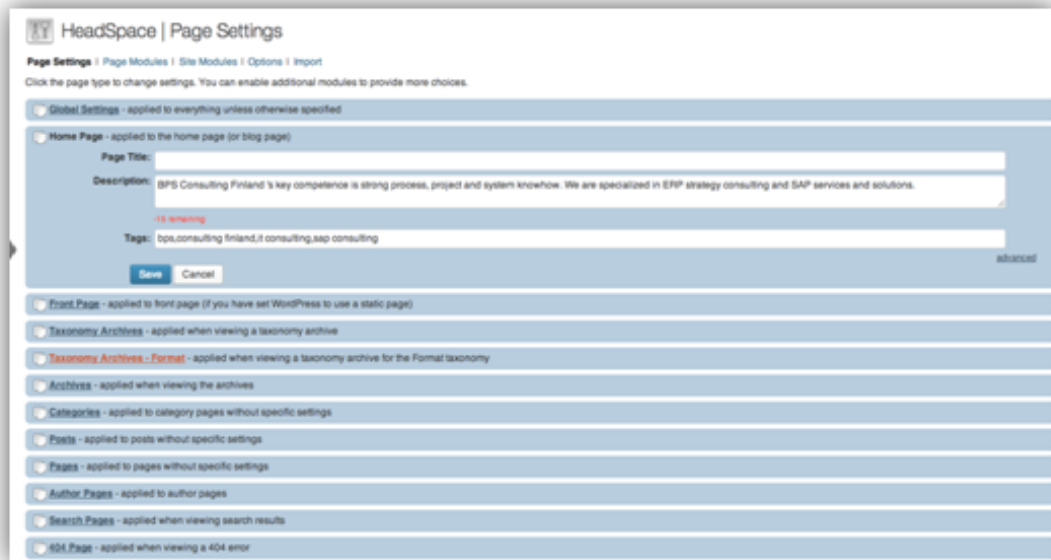 HeadSpace | Page Settings
Page Settings | Page Modules | Site Modules | Options | Import
Click the page type to change settings. You can enable additional modules to provide more choices.
Global Settings - applied to everything unless otherwise specified
Home Page - applied to the home page (or blog page)
Page Title:
Description: BPS Consulting Finland 's key competence is strong process, project and system knowhow. We are specialized in ERP strategy consulting and SAP services and solutions.
-15 remaining
Tags: bps,consulting finland,it consulting,sap consulting
advanced
Save Cancel
Front Page - applied to front page (if you have set WordPress to use a static page)
Taxonomy Archives - applied when viewing a taxonomy archive
Taxonomy Archives - Format - applied when viewing a taxonomy archive for the Format taxonomy
Archives - applied when viewing the archives
Categories - applied to category pages without specific settings
Posts - applied to posts without specific settings
Pages - applied to pages without specific settings
Author Pages - applied to author pages
Search Pages - applied when viewing search results
404 Page - applied when viewing a 404 error